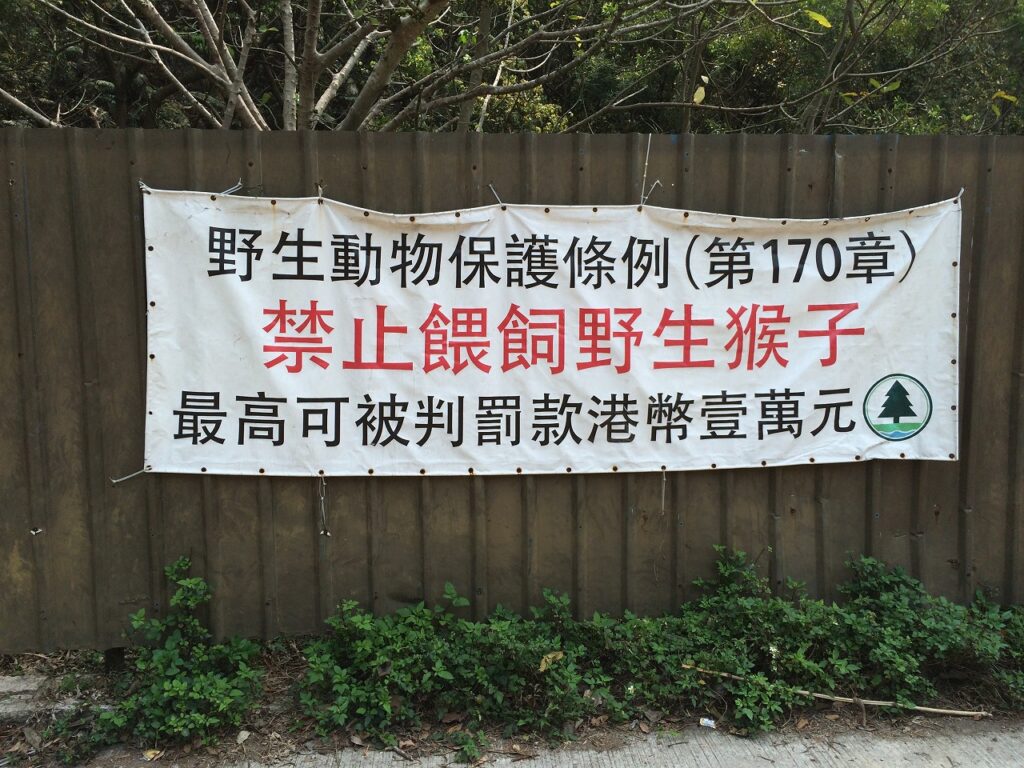 野生動物保護條例(第170章)
禁止餵飼野生猴子
最高可被判罰款港幣壹萬元